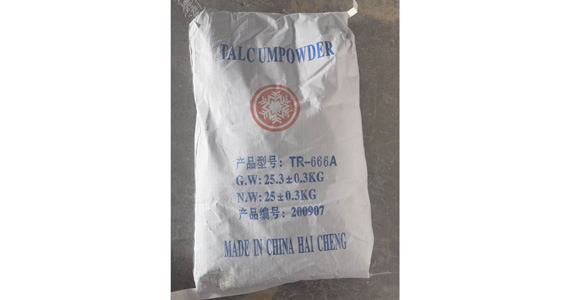 TALC UMPOWDER
产品型号: TR-666A
G.W: 25.3±0.3KG
N.W: 25±0.3KG
产品编号: 200907
MADE IN CHINA HAI CHENG